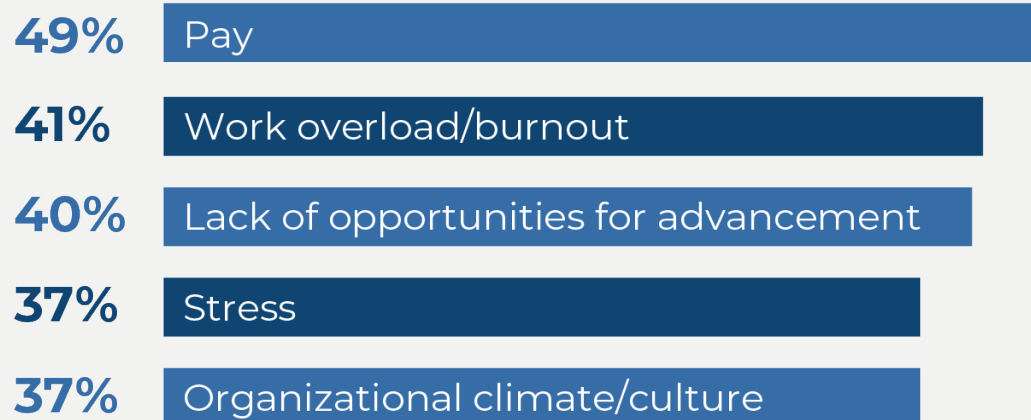 49% Pay
41% Work overload/burnout
40% Lack of opportunities for advancement
37% Stress
37% Organizational climate/culture